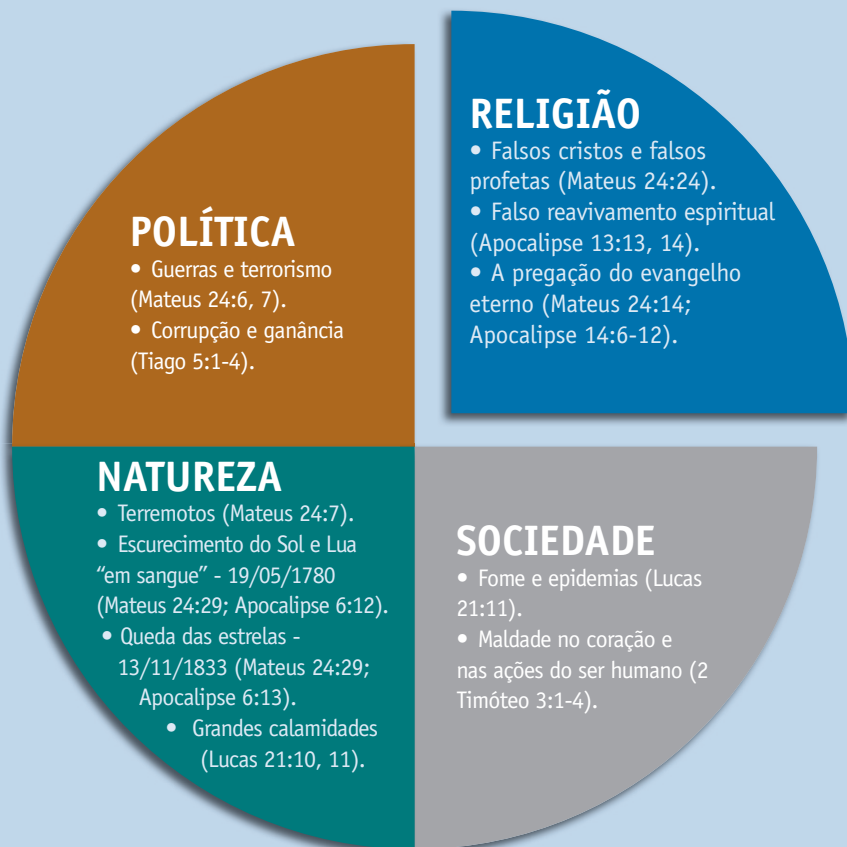 POLÍTICA
• Guerras e terrorismo
(Mateus 24:6, 7).
• Corrupção e ganância
(Tiago 5:1-4).
RELIGIÃO
• Falsos cristos e falsos
profetas (Mateus 24:24).
• Falso reavivamento espiritual
(Apocalipse 13:13, 14).
• A pregação do evangelho
eterno (Mateus 24:14;
Apocalipse 14:6-12).
NATUREZA
• Terremotos (Mateus 24:7).
• Escurecimento do Sol e Lua
“em sangue” - 19/05/1780
(Mateus 24:29; Apocalipse 6:12).
• Queda das estrelas -
13/11/1833 (Mateus 24:29;
Apocalipse 6:13).
• Grandes calamidades
(Lucas 21:10, 11).
SOCIEDADE
• Fome e epidemias (Lucas
21:11).
• Maldade no coração e
nas ações do ser humano (2
Timóteo 3:1-4).